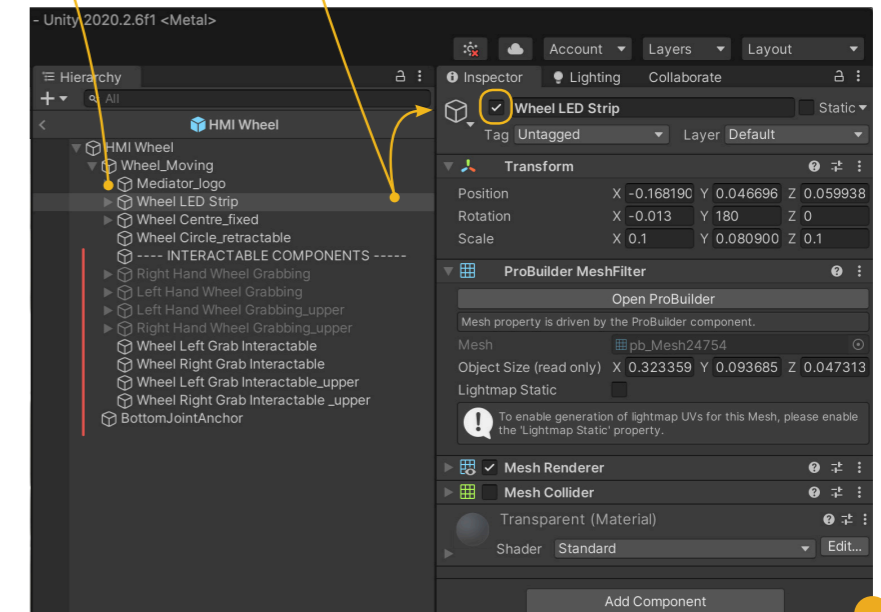 - Unity 2020.2.6f1 <Metal>
Account Layers Layout
Hierarchy
All
HMI Wheel
HMI Wheel
Wheel_Moving
Mediator_logo
Wheel LED Strip
Wheel Centre_fixed
Wheel Circle_retractable
---- INTERACTABLE COMPONENTS -----
Right Hand Wheel Grabbing
Left Hand Wheel Grabbing
Left Hand Wheel Grabbing_upper
Right Hand Wheel Grabbing_upper
Wheel Left Grab Interactable
Wheel Right Grab Interactable
Wheel Left Grab Interactable_upper
Wheel Right Grab Interactable _upper
BottomJointAnchor
Inspector Lighting Collaborate
Wheel LED Strip Static
Tag Untagged Layer Default
Transform
Position X -0.168190 Y 0.046696 Z 0.059938
Rotation X -0.013 Y 180 Z 0
Scale X 0.1 Y 0.080900 Z 0.1
ProBuilder MeshFilter
Open ProBuilder
Mesh property is driven by the ProBuilder component.
Mesh pb_Mesh24754
Object Size (read only) X 0.323359 Y 0.093685 Z 0.047313
Lightmap Static
To enable generation of lightmap UVs for this Mesh, please enable
the 'Lightmap Static' property.
Mesh Renderer
Mesh Collider
Transparent (Material)
Shader Standard Edit...
Add Component